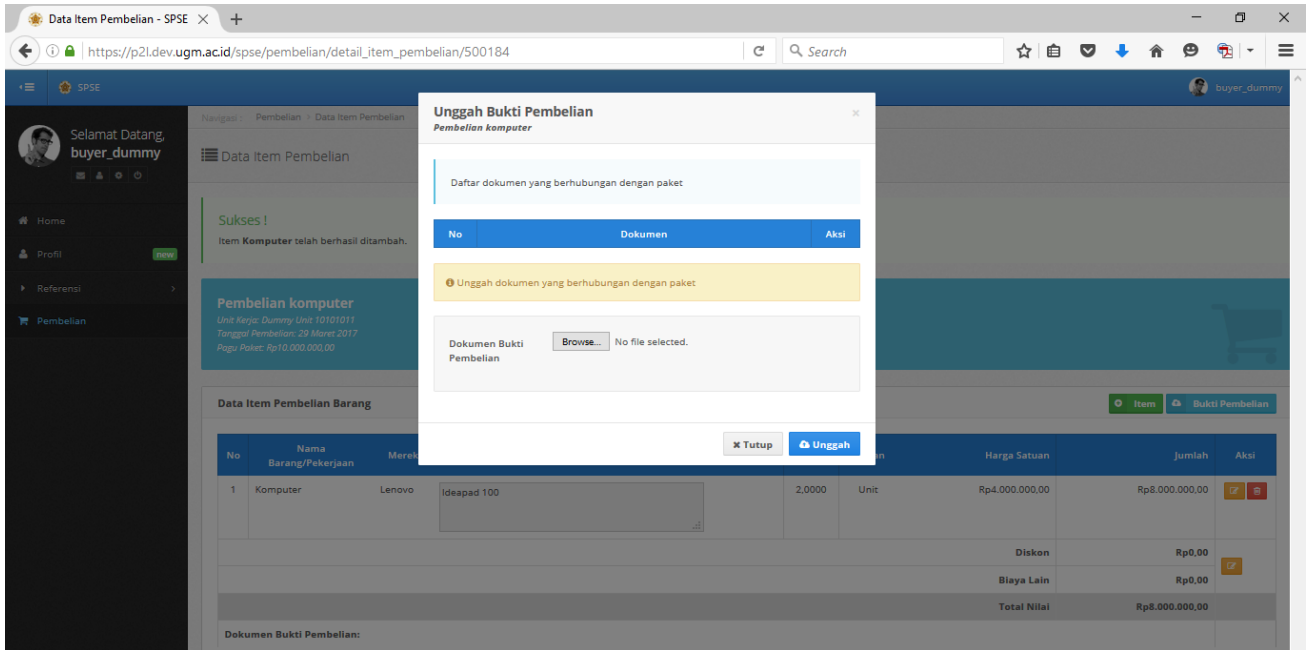 Data Item Pembelian - SPSE
https://p2l.dev.ugm.ac.id/spse/pembelian/detail_item_pembelian/500184
Search
SPSE
buyer_dummy
Selamat Datang,
buyer_dummy
Home
Profil new
Referensi
Pembelian
Navigasi : Pembelian > Data Item Pembelian
Data Item Pembelian
Sukses !
Item Komputer telah berhasil ditambah.
Pembelian komputer
Unit Kerja: Dummy Unit 10101011
Tanggal Pembelian: 29 Maret 2017
Pagu Paket: Rp10.000.000,00
Unggah Bukti Pembelian
×
Pembelian komputer
Daftar dokumen yang berhubungan dengan paket
No Dokumen Aksi
Unggah dokumen yang berhubungan dengan paket
Dokumen Bukti Pembelian
Browse... No file selected.
Tutup Unggah
Data Item Pembelian Barang
Item Bukti Pembelian
No Nama Barang/Pekerjaan Merek Harga Satuan Jumlah Aksi
1 Komputer Lenovo Ideapad 100 2,0000 Unit Rp4.000.000,00 Rp8.000.000,00
Diskon Rp0,00
Biaya Lain Rp0,00
Total Nilai Rp8.000.000,00
Dokumen Bukti Pembelian: